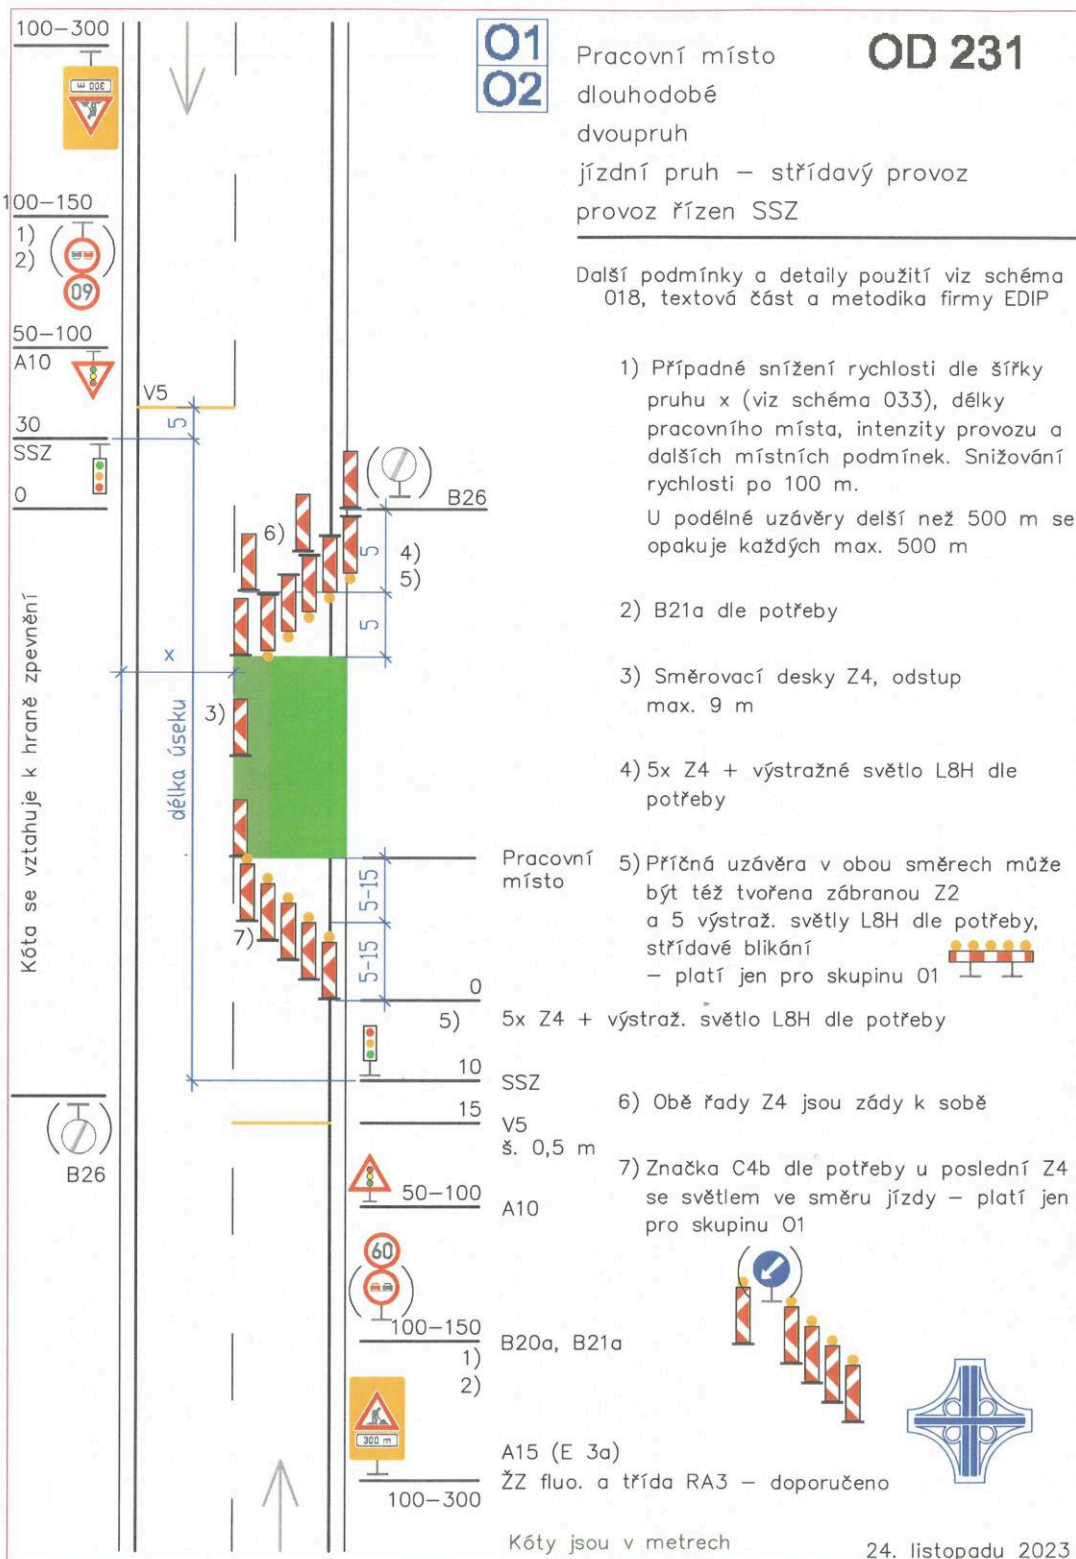 O1
O2
Pracovní místo
OD 231
dlouhodobé
dvoupruh
jízdní pruh – střídavý provoz
provoz řízen SSZ
Další podmínky a detaily použití viz schéma
018, textová část a metodika firmy EDIP
1) Případné snížení rychlosti dle šířky
pruhu x (viz schéma 033), délky
pracovního místa, intenzity provozu a
dalších místních podmínek. Snižování
rychlosti po 100 m.
U podélné uzávěry delší než 500 m se
opakuje každých max. 500 m
2) B21a dle potřeby
3) Směrovací desky Z4, odstup
max. 9 m
4) 5x Z4 + výstražné světlo L8H dle
potřeby
5) Příčná uzávěra v obou směrech může
být též tvořena zábranou Z2
a 5 výstraž. světly L8H dle potřeby,
střídavé blikání
– platí jen pro skupinu 01
6) Obě řady Z4 jsou zády k sobě
7) Značka C4b dle potřeby u poslední Z4
se světlem ve směru jízdy – platí jen
pro skupinu 01
100–300
300 m
100–150
1)
2)
60
50–100
A10
V5
5
30
SSZ
0
B26
6)
5
4)
5)
5
x
3)
délka úseku
Kóta se vztahuje k hraně zpevnění
Pracovní
místo
5–15
7)
5–15
0
5)
5x Z4 + výstraž. světlo L8H dle potřeby
10
SSZ
15
V5
š. 0,5 m
B26
50–100
A10
60
100–150
B20a, B21a
1)
2)
300 m
A15 (E 3a)
ŽZ fluo. a třída RA3 – doporučeno
100–300
Kóty jsou v metrech
24. listopadu 2023